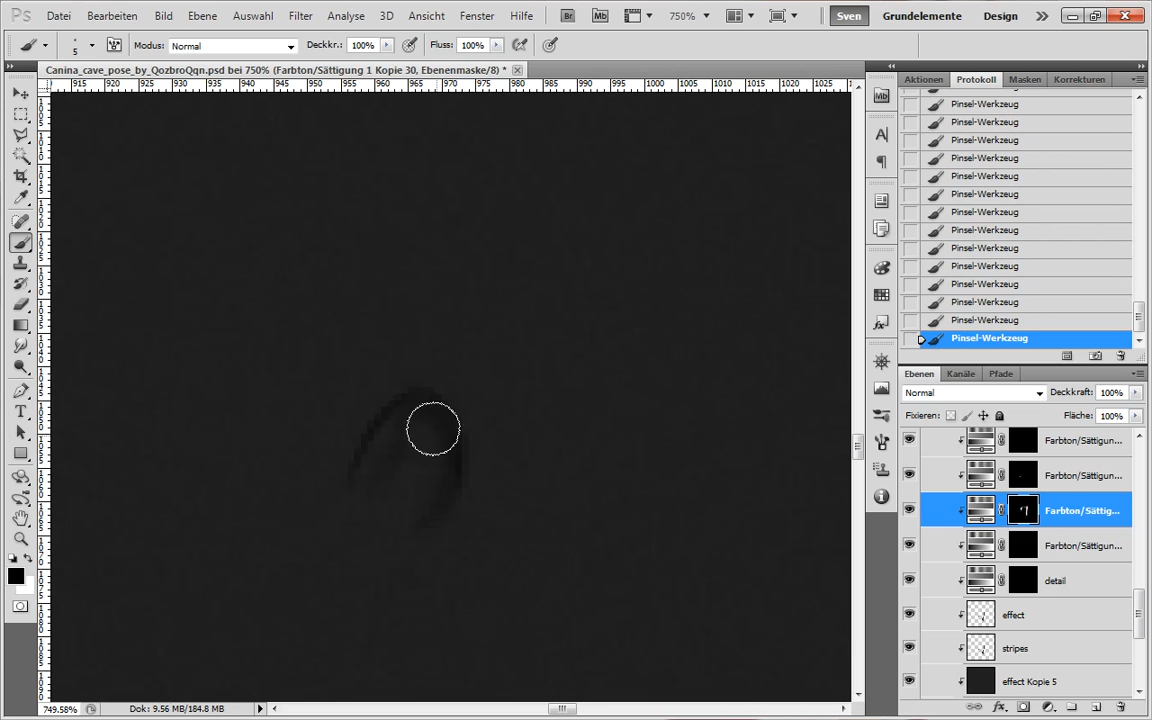 Ps Datei Bearbeiten Bild Ebene Auswahl Filter Analyse 3D Ansicht Fenster Hilfe Br Mb 750% Sven Grundelemente Design
5 Modus: Normal Deckkr.: 100% Fluss: 100%
Canina_cave_pose_by_QozbroQqn.psd bei 750% (Farbton/Sättigung 1 Kopie 30, Ebenenmaske/8) *
915 920 925 930 935 940 945 950 955 960 965 970 975 980 985 990 995 1000 1005 1010 1015 1020 1025
Aktionen Protokoll Masken Korrekturen
Pinsel-Werkzeug
Pinsel-Werkzeug
Pinsel-Werkzeug
Pinsel-Werkzeug
Pinsel-Werkzeug
Pinsel-Werkzeug
Pinsel-Werkzeug
Pinsel-Werkzeug
Pinsel-Werkzeug
Pinsel-Werkzeug
Pinsel-Werkzeug
Pinsel-Werkzeug
Pinsel-Werkzeug
Pinsel-Werkzeug
Ebenen Kanäle Pfade
Normal Deckkraft: 100%
Fixieren: Fläche: 100%
Farbton/Sättigun...
Farbton/Sättigun...
Farbton/Sättig...
Farbton/Sättigun...
detail
effect
stripes
effect Kopie 5
749.58% Dok: 9.56 MB/184.8 MB